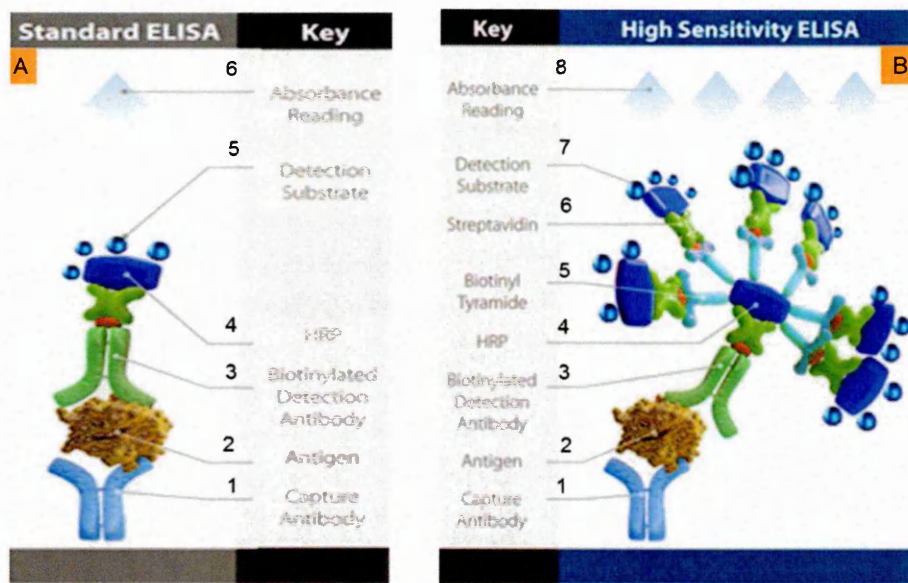 Standard ELISA
Key
A
6
Absorbance
Reading
5
Detection
Substrate
4
HRP
3
Biotinylated
Detection
Antibody
2
Antigen
1
Capture
Antibody
Key
High Sensitivity ELISA
B
8
Absorbance
Reading
7
Detection
Substrate
6
Streptavidin
5
Biotinyl
Tyramide
4
HRP
3
Biotinylated
Detection
Antibody
2
Antigen
1
Capture
Antibody